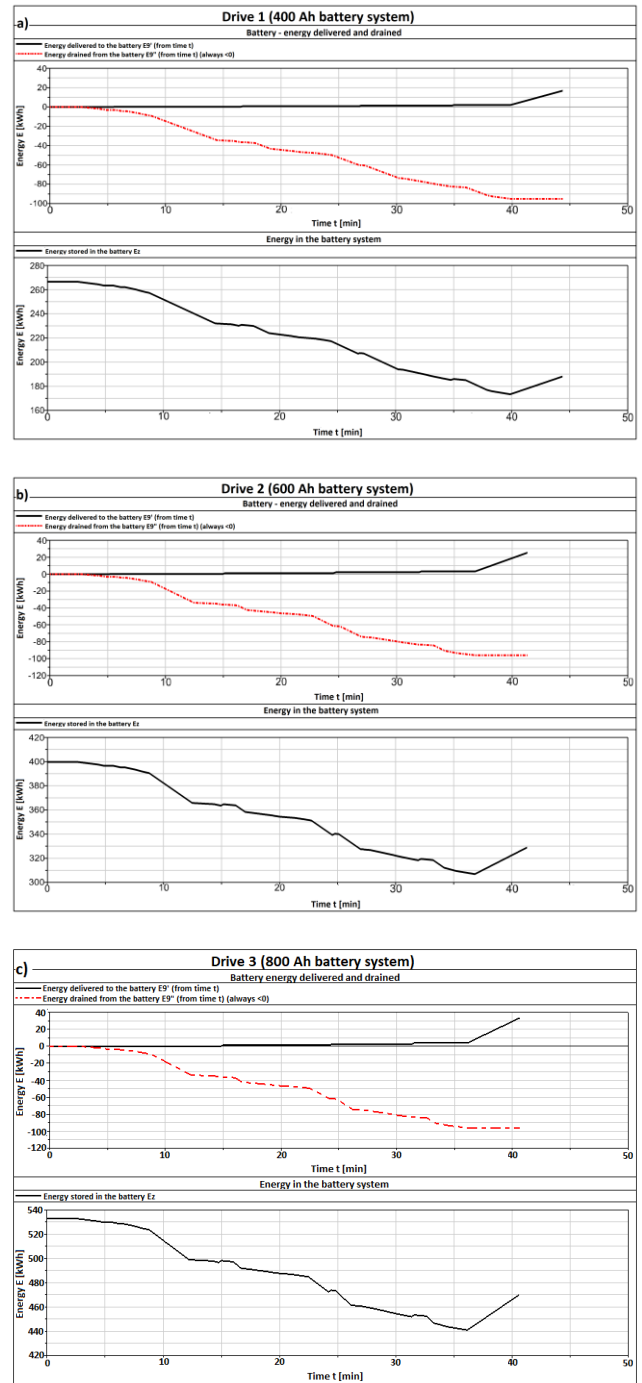 a)
Drive 1 (400 Ah battery system)
Battery - energy delivered and drained
Energy delivered to the battery E9' (from time t)
Energy drained from the battery E9" (from time t) (always <0)
Energy E [kWh]
40
20
0
-20
-40
-60
-80
-100
0 10 20 30 40 50
Time t [min]
Energy in the battery system
Energy stored in the battery Ez
Energy E [kWh]
280
260
240
220
200
180
160
0 10 20 30 40 50
Time t [min]
b)
Drive 2 (600 Ah battery system)
Battery - energy delivered and drained
Energy delivered to the battery E9' (from time t)
Energy drained from the battery E9" (from time t) (always <0)
Energy E [kWh]
40
20
0
-20
-40
-60
-80
-100
-120
0 10 20 30 40 50
Time t [min]
Energy in the battery system
Energy stored in the battery Ez
Energy E [kWh]
420
400
380
360
340
320
300
0 10 20 30 40 50
Time t [min]
c)
Drive 3 (800 Ah battery system)
Battery energy delivered and drained
Energy delivered to the battery E9' (from time t)
Energy drained from the battery E9" (from time t) (always <0)
Energy E [kWh]
40
20
0
-20
-40
-60
-80
-100
-120
0 10 20 30 40 50
Time t [min]
Energy in the battery system
Energy stored in the battery Ez
Energy E [kWh]
540
520
500
480
460
440
420
0 10 20 30 40 50
Time t [min]